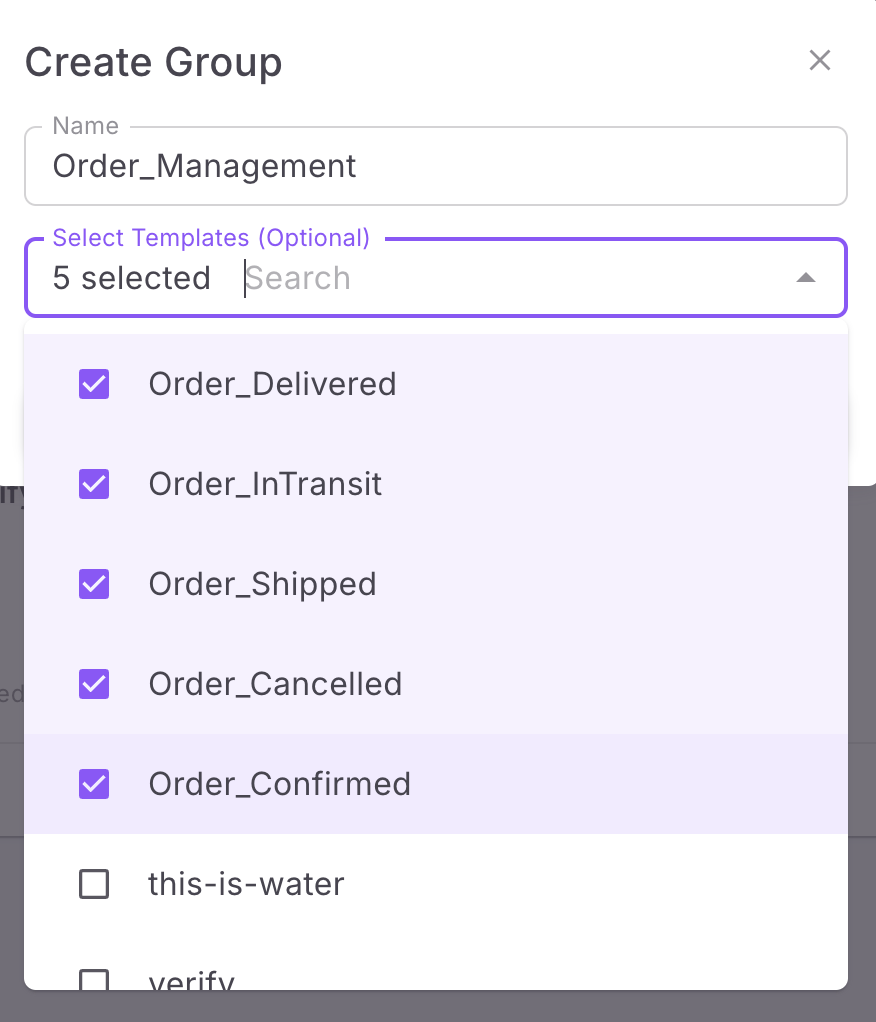 Create Group
Name
Order_Management
Select Templates (Optional)
5 selected Search
Order_Delivered
Order_InTransit
Order_Shipped
Order_Cancelled
Order_Confirmed
this-is-water
verify